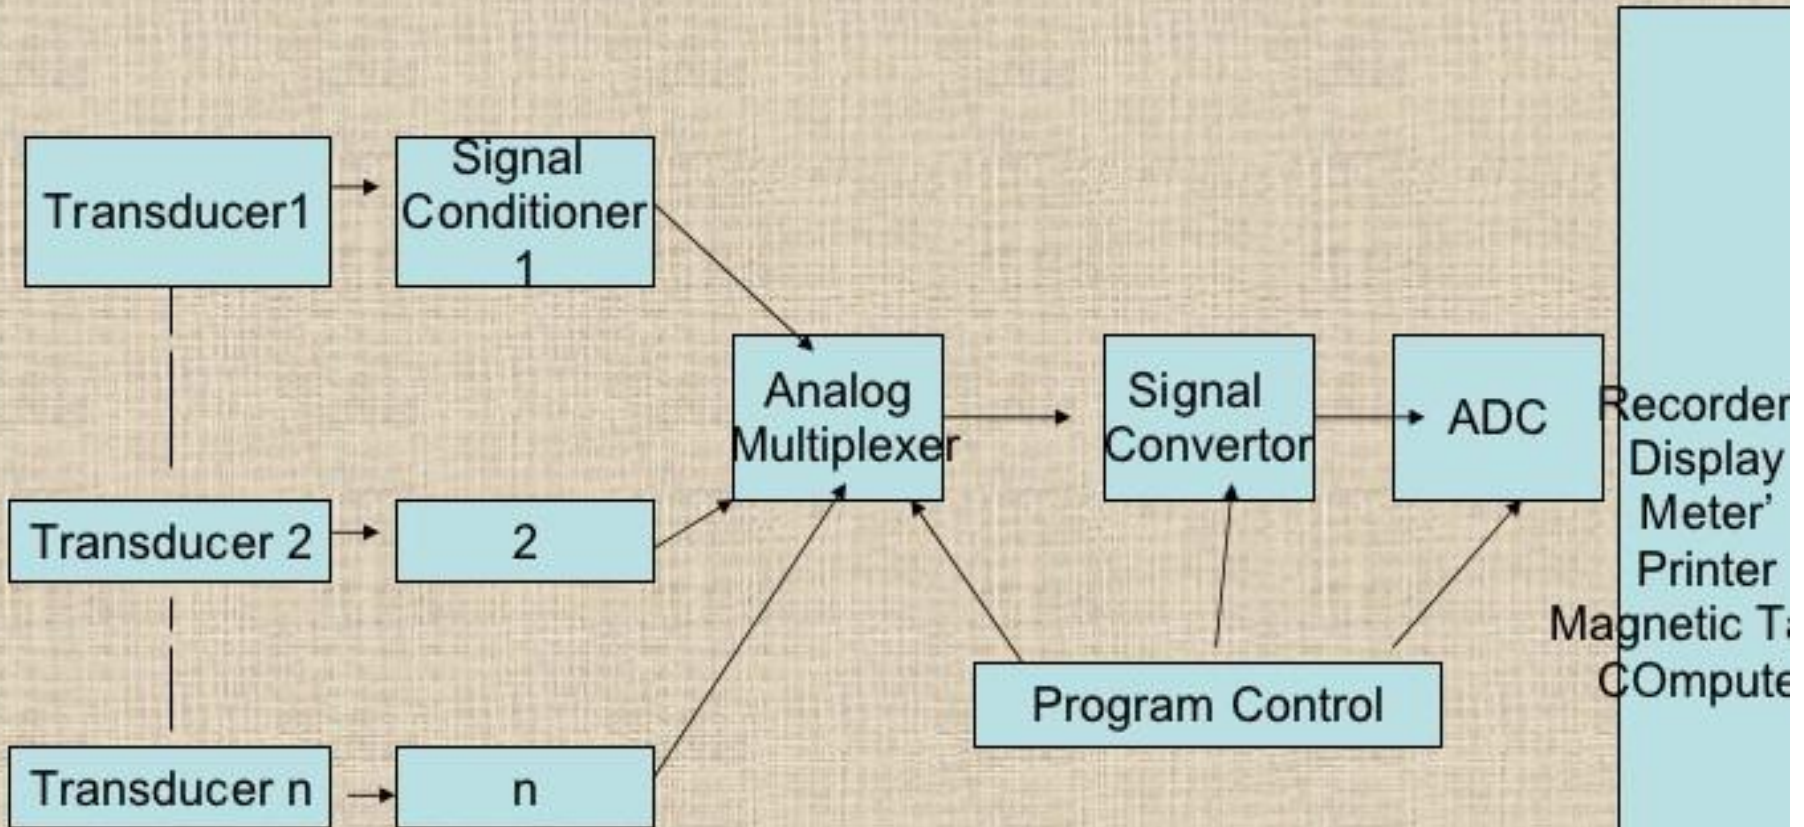 Transducer1
Signal
Conditioner
1
Analog
Multiplexer
Signal
Convertor
ADC
Recorder
Display
Meter’
Printer
Magnetic
Transducer 2
2
Program Control
Transducer n
n